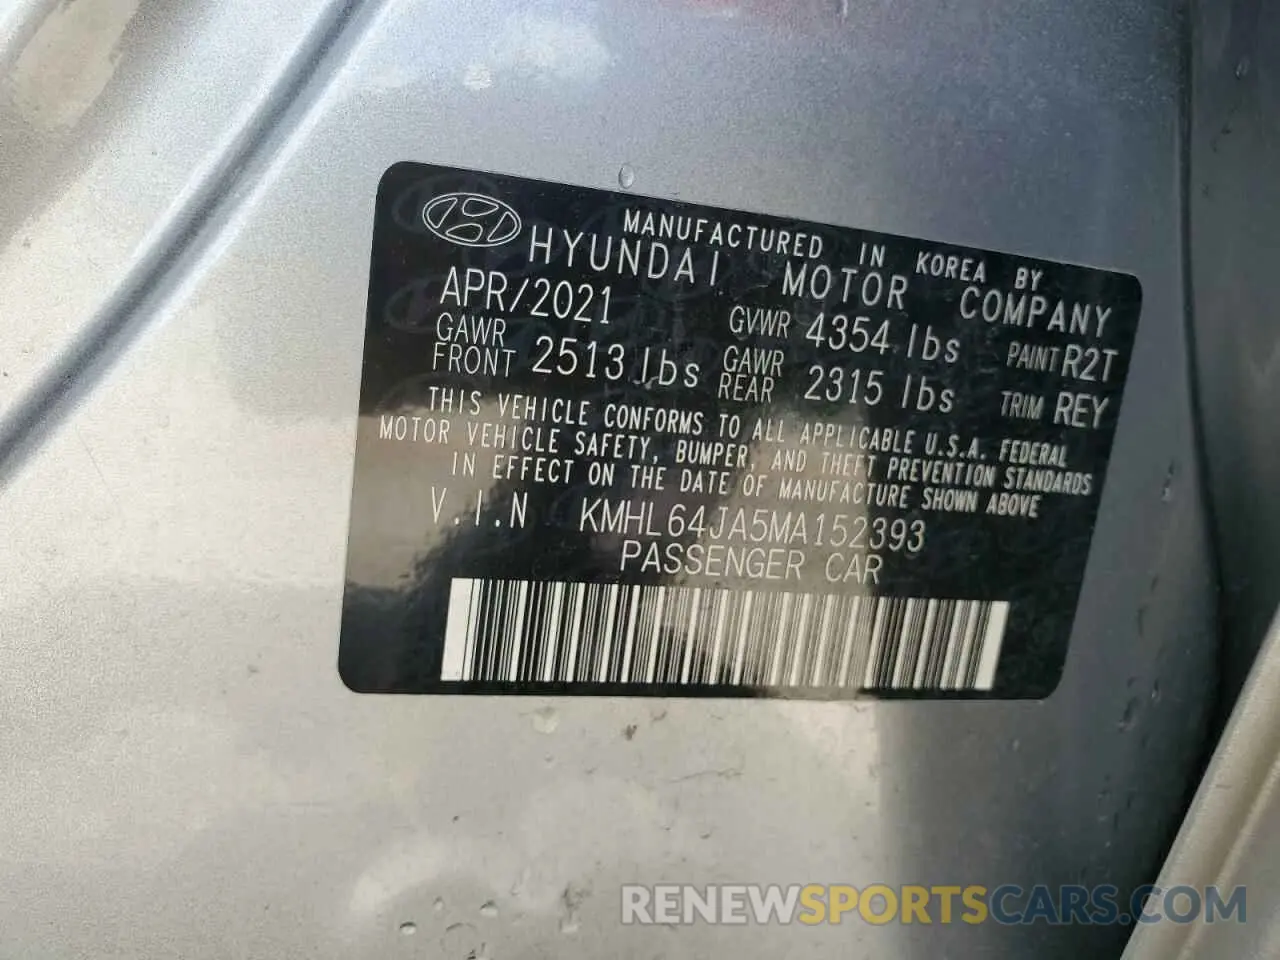 MANUFACTURED IN KOREA BY
HYUNDAI MOTOR COMPANY
APR/2021 GVWR 4354 lbs PAINT R2T
GAWR FRONT 2513 lbs GAWR REAR 2315 lbs TRIM REY
THIS VEHICLE CONFORMS TO ALL APPLICABLE U.S.A. FEDERAL
MOTOR VEHICLE SAFETY, BUMPER, AND THEFT PREVENTION STANDARDS
IN EFFECT ON THE DATE OF MANUFACTURE SHOWN ABOVE
V.I.N KMHL64JA5MA152393
PASSENGER CAR
RENEWSPORTSCARS.COM